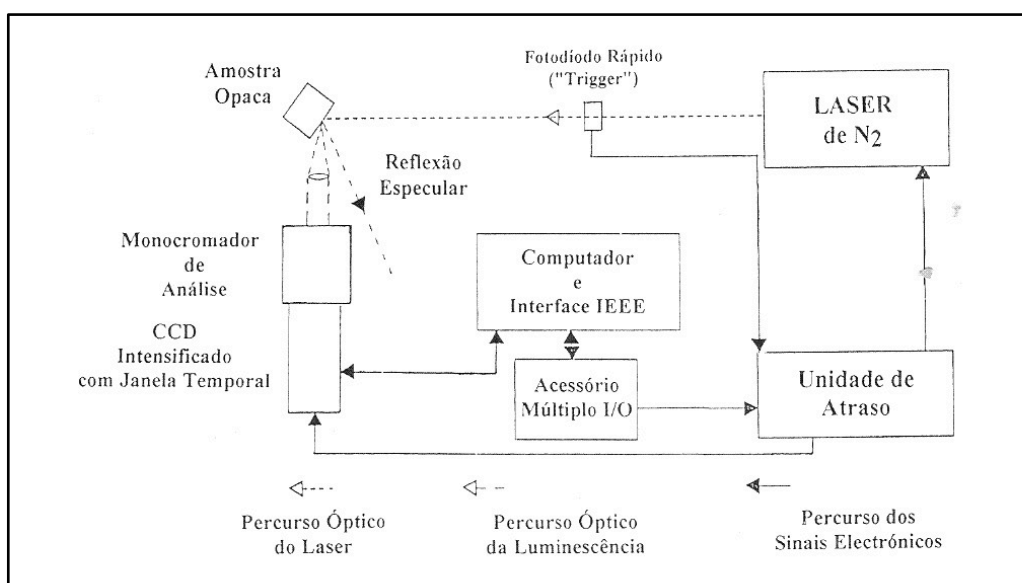 Amostra
Opaca
Fotodíodo Rápido
("Trigger")
LASER
de N2
Reflexão
Especular
Monocromador
de
Análise
Computador
e
Interface IEEE
CCD
Intensificado
com Janela Temporal
Acessório
Múltiplo I/O
Unidade de
Atraso
Percurso Óptico
do Laser
Percurso Óptico
da Luminescência
Percurso dos
Sinais Electrónicos